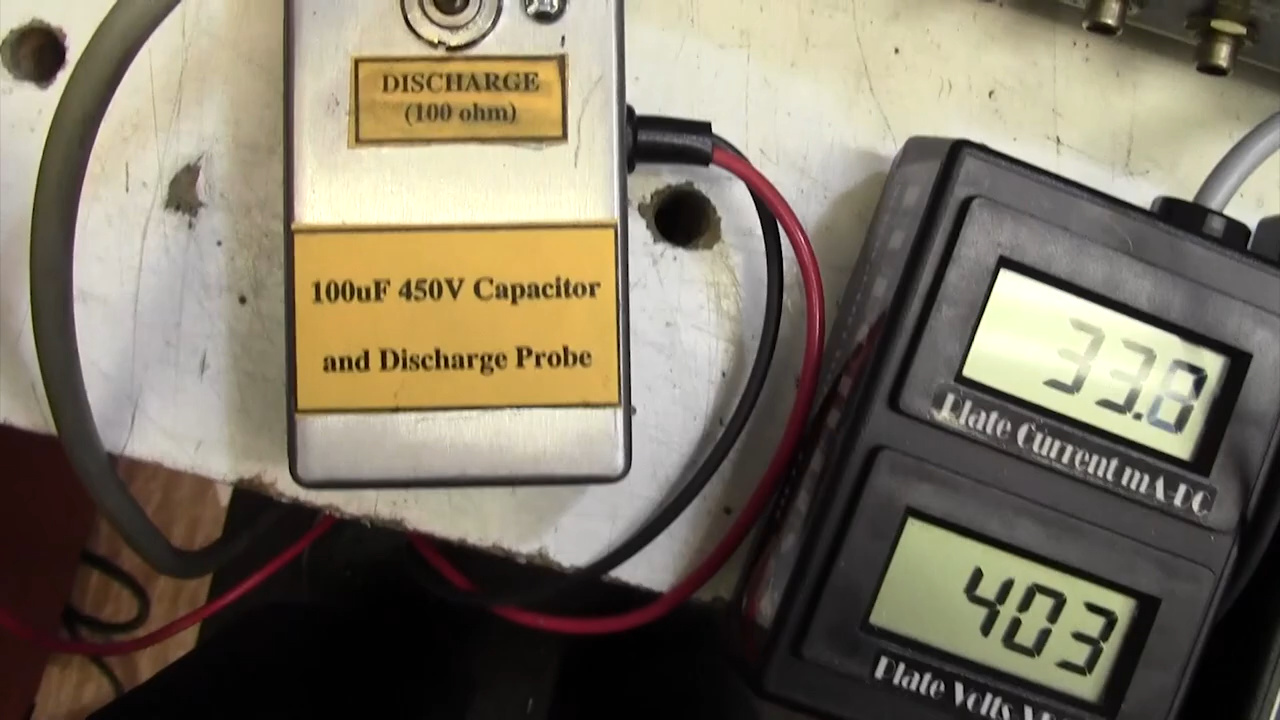 DISCHARGE
(100 ohm)
100uF 450V Capacitor
and Discharge Probe
33.8
Plate Current mA-DC
403
Plate Volts